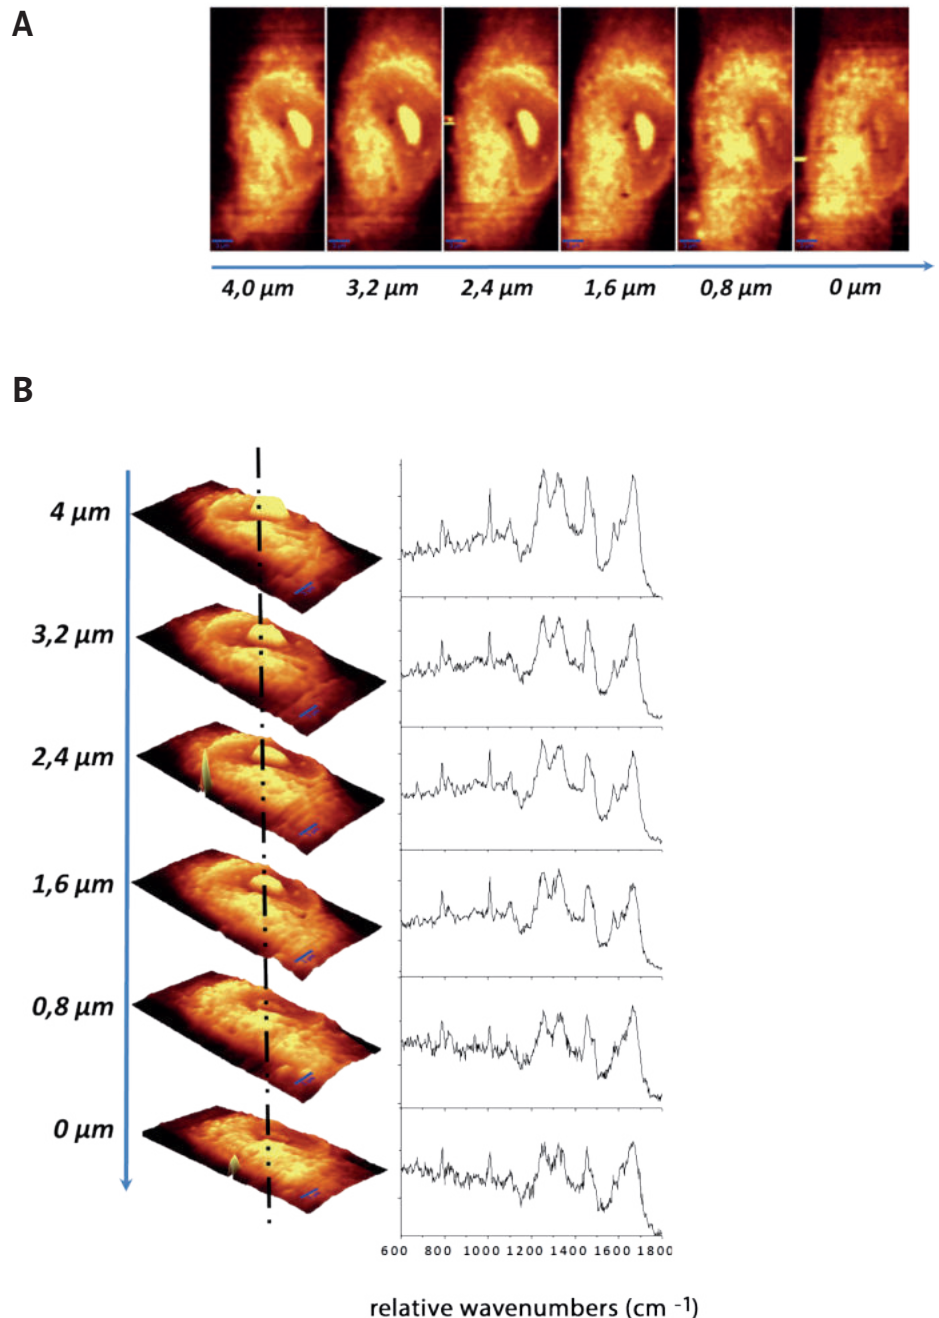 A
4,0 µm 3,2 µm 2,4 µm 1,6 µm 0,8 µm 0 µm
B
4 µm
3,2 µm
2,4 µm
1,6 µm
0,8 µm
0 µm
600 800 1000 1200 1400 1600 1800
relative wavenumbers (cm -1)